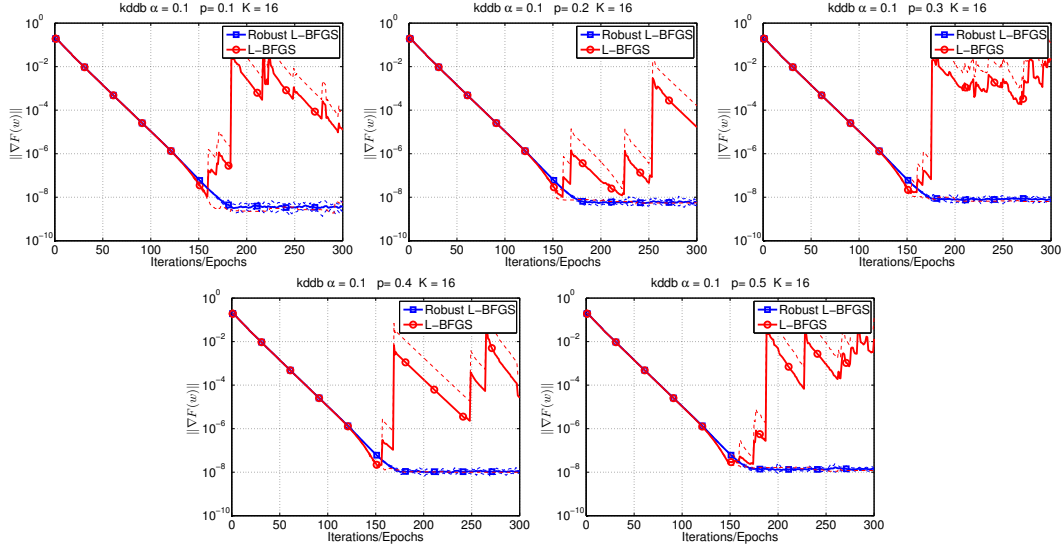 kddb α = 0.1 p= 0.1 K = 16
10^0
10^−2
10^−4
10^−6
10^−8
10^−10
||∇F(w)||
Robust L−BFGS
L−BFGS
0 50 100 150 200 250 300
Iterations/Epochs
kddb α = 0.1 p= 0.2 K = 16
10^0
10^−2
10^−4
10^−6
10^−8
10^−10
||∇F(w)||
Robust L−BFGS
L−BFGS
0 50 100 150 200 250 300
Iterations/Epochs
kddb α = 0.1 p= 0.3 K = 16
10^0
10^−2
10^−4
10^−6
10^−8
10^−10
||∇F(w)||
Robust L−BFGS
L−BFGS
0 50 100 150 200 250 300
Iterations/Epochs
kddb α = 0.1 p= 0.4 K = 16
10^0
10^−2
10^−4
10^−6
10^−8
10^−10
||∇F(w)||
Robust L−BFGS
L−BFGS
0 50 100 150 200 250 300
Iterations/Epochs
kddb α = 0.1 p= 0.5 K = 16
10^0
10^−2
10^−4
10^−6
10^−8
10^−10
||∇F(w)||
Robust L−BFGS
L−BFGS
0 50 100 150 200 250 300
Iterations/Epochs